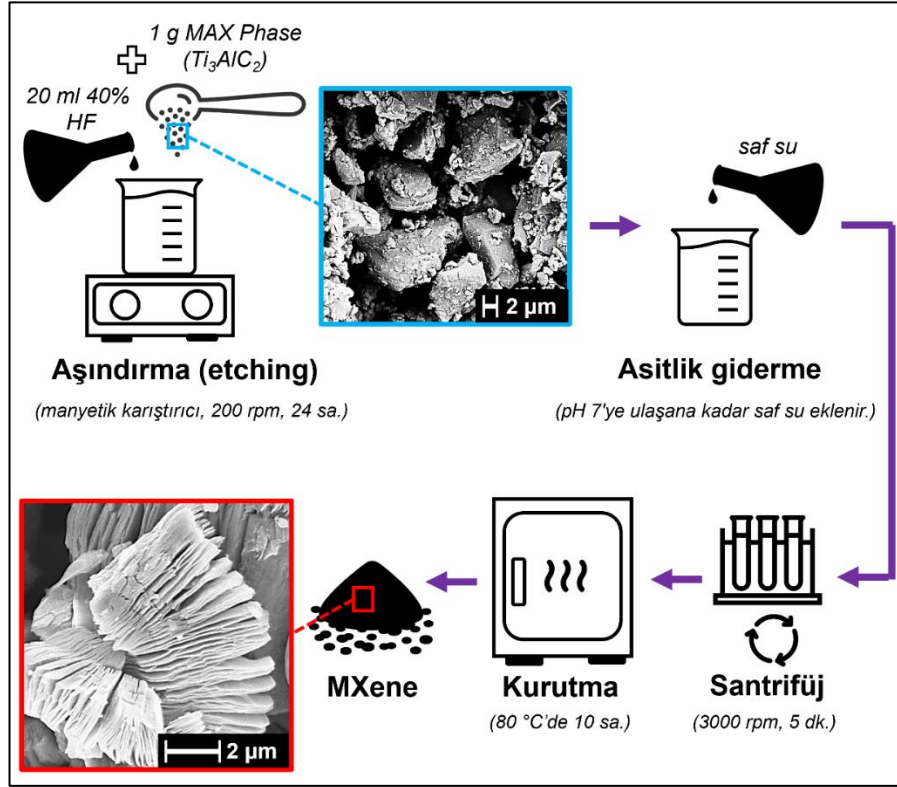 1 g MAX Phase
(Ti₃AlC₂)
20 ml 40%
HF
saf su
2 µm
Aşındırma (etching)
(manyetik karıştırıcı, 200 rpm, 24 sa.)
Asitlik giderme
(pH 7'ye ulaşana kadar saf su eklenir.)
2 µm
MXene
Kurutma
(80 °C'de 10 sa.)
Santrifüj
(3000 rpm, 5 dk.)